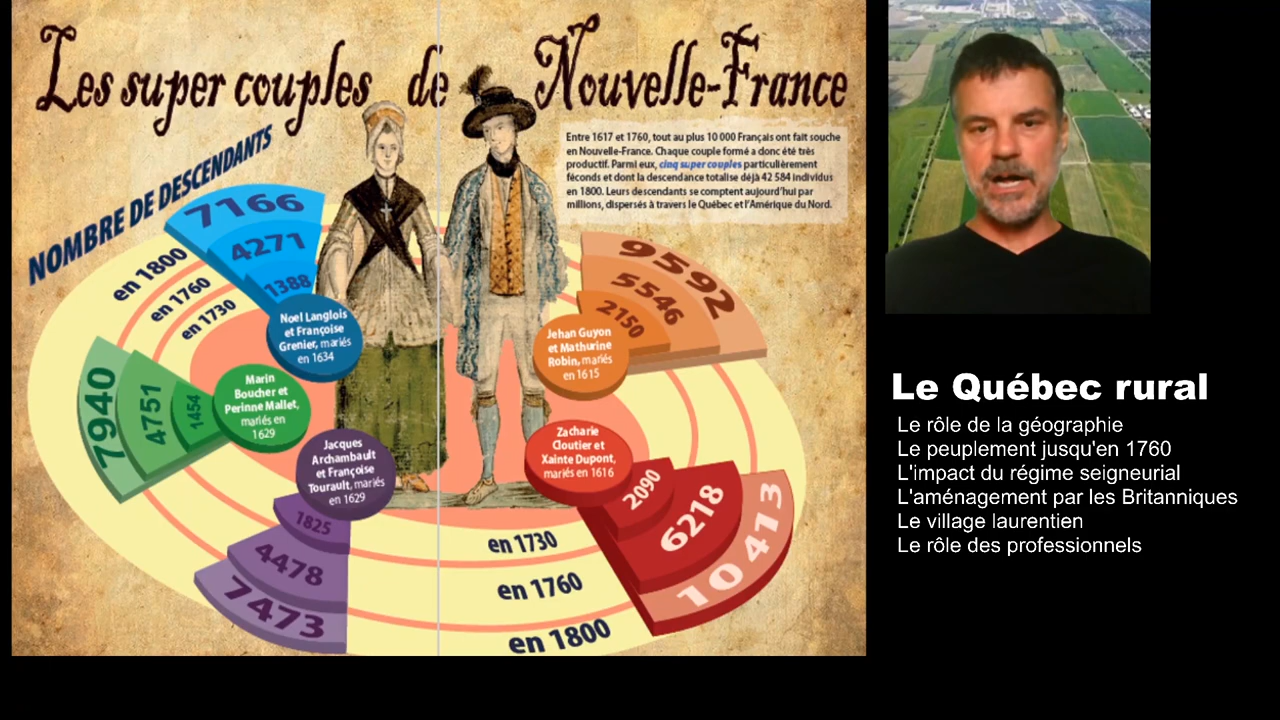 Les super couples de Nouvelle-France
Entre 1617 et 1760, tout au plus 10 000 Français ont fait souche
en Nouvelle-France. Chaque couple formé a donc été très
productif. Parmi eux, cinq super couples particulièrement
féconds et dont la descendance totalise déjà 42 584 individus
en 1800. Leurs descendants se comptent aujourd'hui par
millions, dispersés à travers le Québec et l'Amérique du Nord.
NOMBRE DE DESCENDANTS
en 1800
en 1760
en 1730
7166
4271
1388
Noel Langlois
et Françoise
Grenier, mariés
en 1634
9592
5546
2150
Jehan Guyon
et Mathurine
Robin, mariés
en 1615
7940
4751
1454
Marin
Boucher et
Perinne Mallet,
mariés en
1629
Jacques
Archambault
et Françoise
Tourault, mariés
en 1629
1825
4478
7473
Zacharie
Cloutier et
Xainte Dupont,
mariés en 1616
2090
6218
10 413
en 1730
en 1760
en 1800
Le Québec rural
Le rôle de la géographie
Le peuplement jusqu'en 1760
L'impact du régime seigneurial
L'aménagement par les Britanniques
Le village laurentien
Le rôle des professionnels